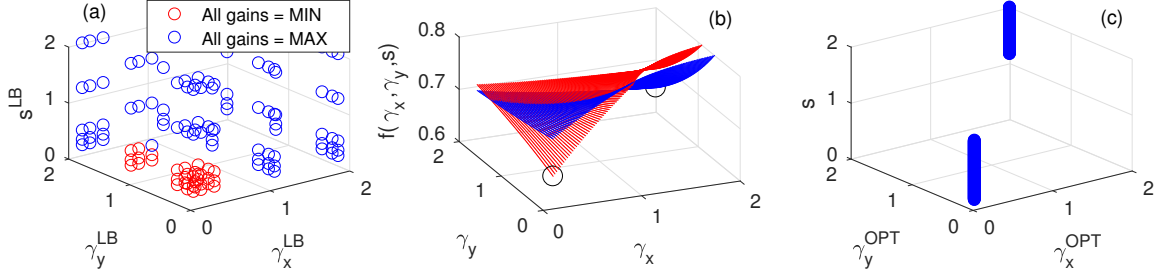 (a)
All gains = MIN
All gains = MAX
2
1
0
s^LB
2
1
0
γ_y^LB
0
1
2
γ_x^LB
(b)
0.8
0.7
0.6
f( γ_x, γ_y, s)
2
1
0
γ_y
0
1
2
γ_x
(c)
2
1
0
s
2
1
0
γ_y^OPT
0
1
2
γ_x^OPT